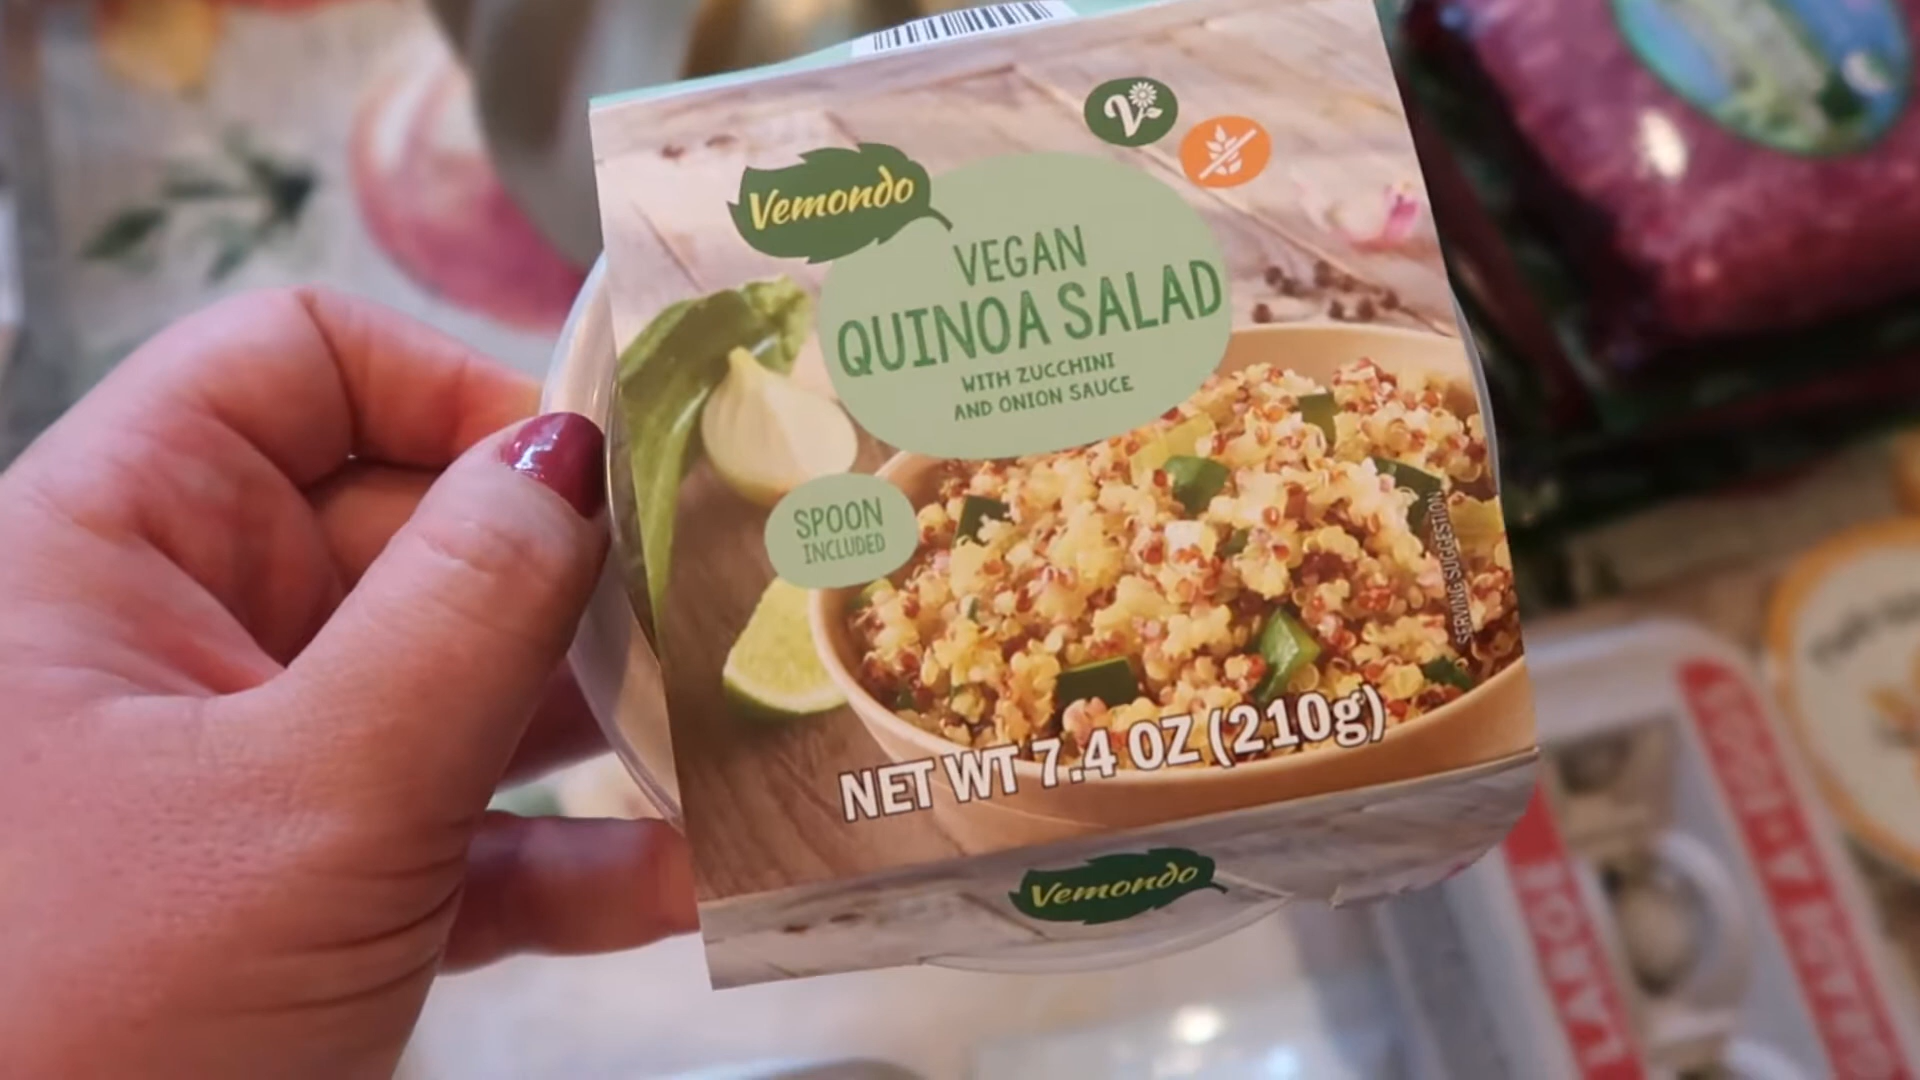 Vemondo
VEGAN
QUINOA SALAD
WITH ZUCCHINI
AND ONION SAUCE
SPOON
INCLUDED
SERVING SUGGESTION
NET WT 7.4 OZ (210g)
Vemondo